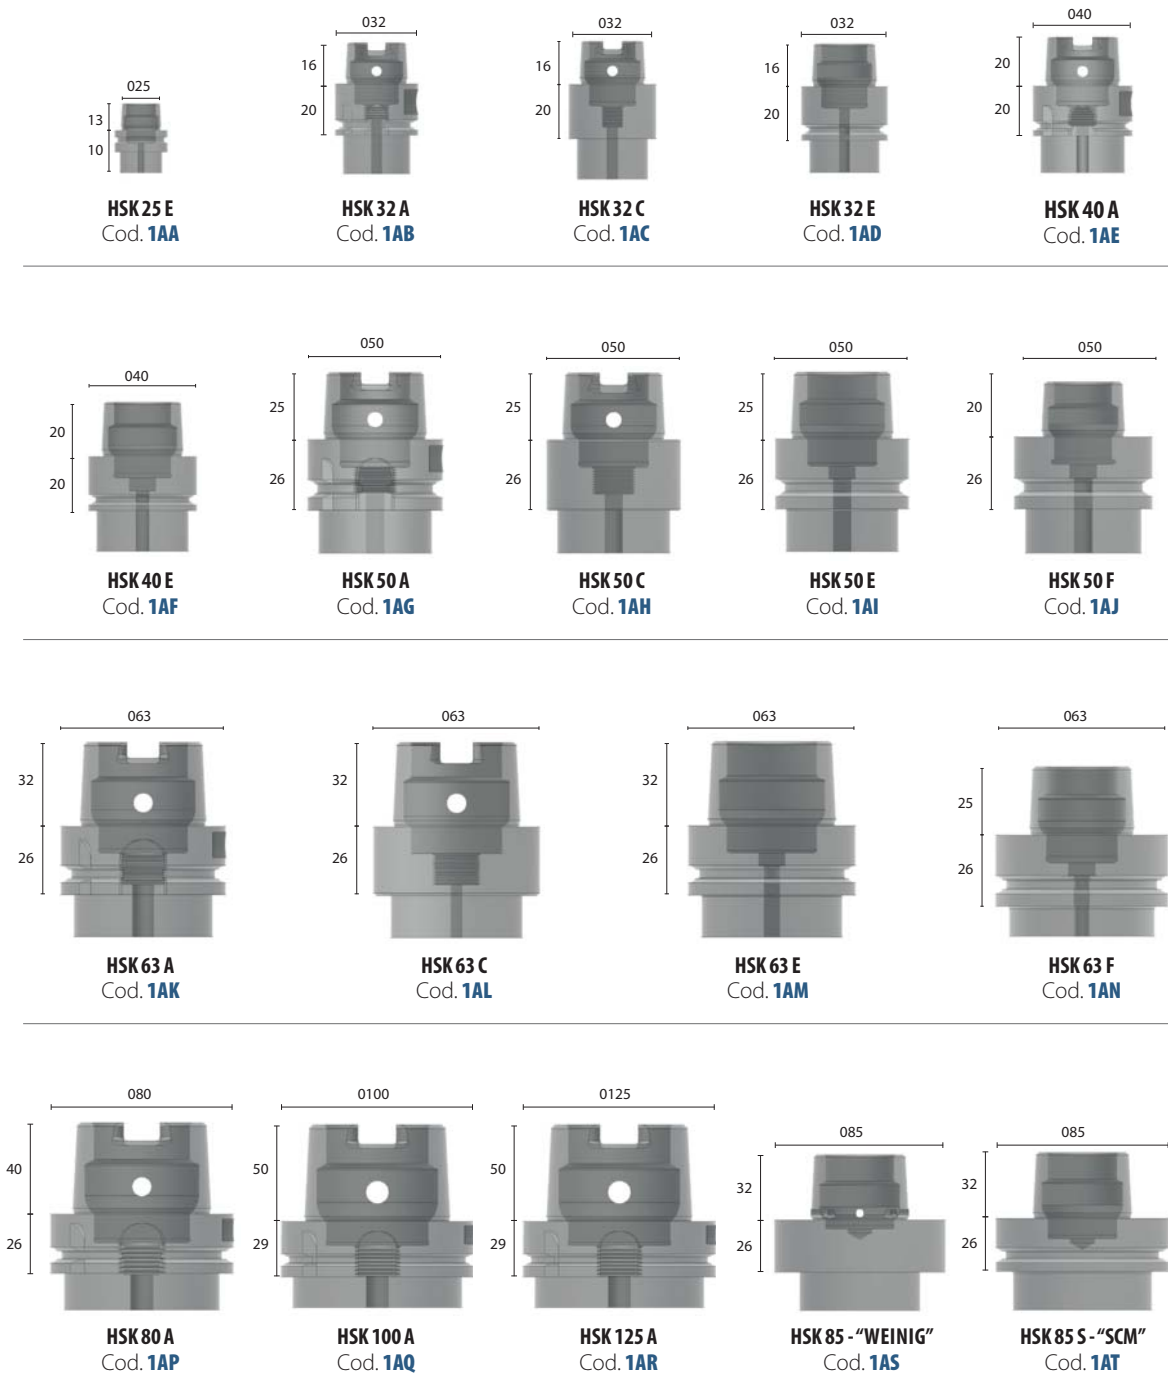 025
13
10
HSK 25 E
Cod. 1AA
032
16
20
HSK 32 A
Cod. 1AB
032
16
20
HSK 32 C
Cod. 1AC
032
16
20
HSK 32 E
Cod. 1AD
040
20
20
HSK 40 A
Cod. 1AE
040
20
20
HSK 40 E
Cod. 1AF
050
25
26
HSK 50 A
Cod. 1AG
050
25
26
HSK 50 C
Cod. 1AH
050
25
26
HSK 50 E
Cod. 1AI
050
20
26
HSK 50 F
Cod. 1AJ
063
32
26
HSK 63 A
Cod. 1AK
063
32
26
HSK 63 C
Cod. 1AL
063
32
26
HSK 63 E
Cod. 1AM
063
25
26
HSK 63 F
Cod. 1AN
080
40
26
HSK 80 A
Cod. 1AP
0100
50
29
HSK 100 A
Cod. 1AQ
0125
50
29
HSK 125 A
Cod. 1AR
085
32
26
HSK 85 - “WEINIG”
Cod. 1AS
085
32
26
HSK 85 S - “SCM”
Cod. 1AT